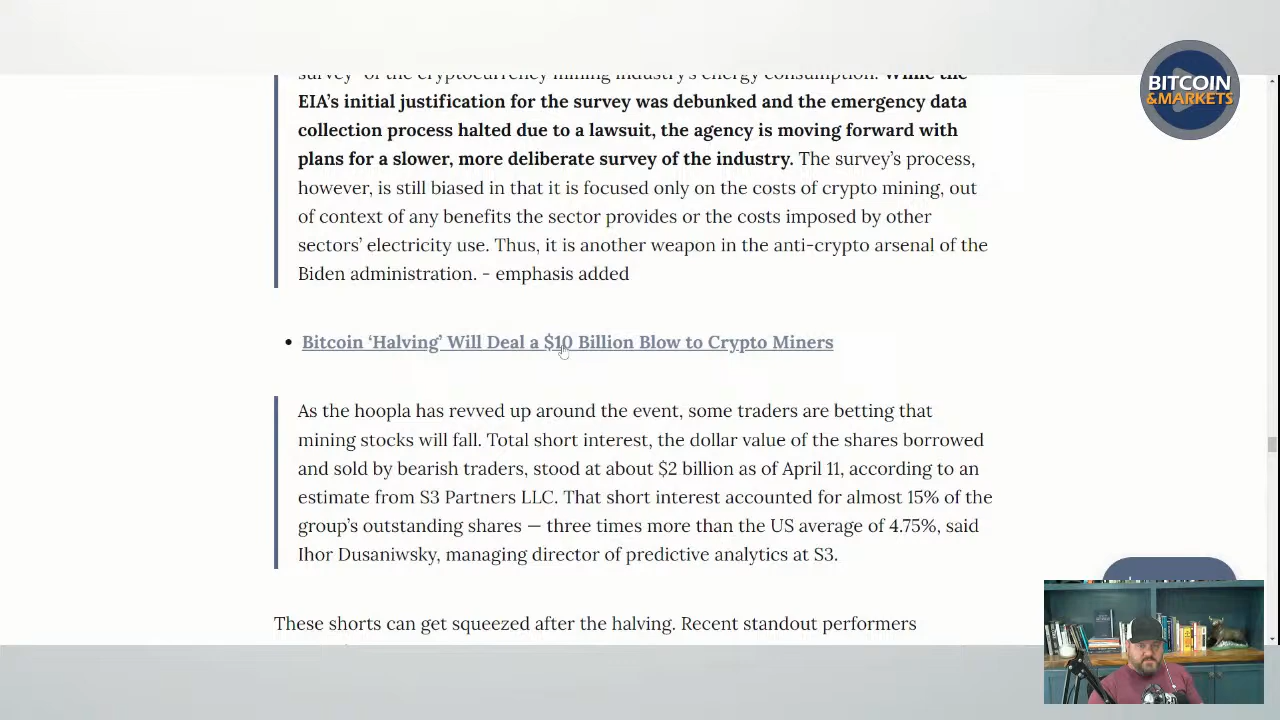 BITCOIN
&MARKETS
survey" of the cryptocurrency mining industry's energy consumption. While the
EIA's initial justification for the survey was debunked and the emergency data
collection process halted due to a lawsuit, the agency is moving forward with
plans for a slower, more deliberate survey of the industry. The survey's process,
however, is still biased in that it is focused only on the costs of crypto mining, out
of context of any benefits the sector provides or the costs imposed by other
sectors' electricity use. Thus, it is another weapon in the anti-crypto arsenal of the
Biden administration. - emphasis added
• Bitcoin ‘Halving’ Will Deal a $10 Billion Blow to Crypto Miners
As the hoopla has revved up around the event, some traders are betting that
mining stocks will fall. Total short interest, the dollar value of the shares borrowed
and sold by bearish traders, stood at about $2 billion as of April 11, according to an
estimate from S3 Partners LLC. That short interest accounted for almost 15% of the
group's outstanding shares — three times more than the US average of 4.75%, said
Ihor Dusaniwsky, managing director of predictive analytics at S3.
These shorts can get squeezed after the halving. Recent standout performers